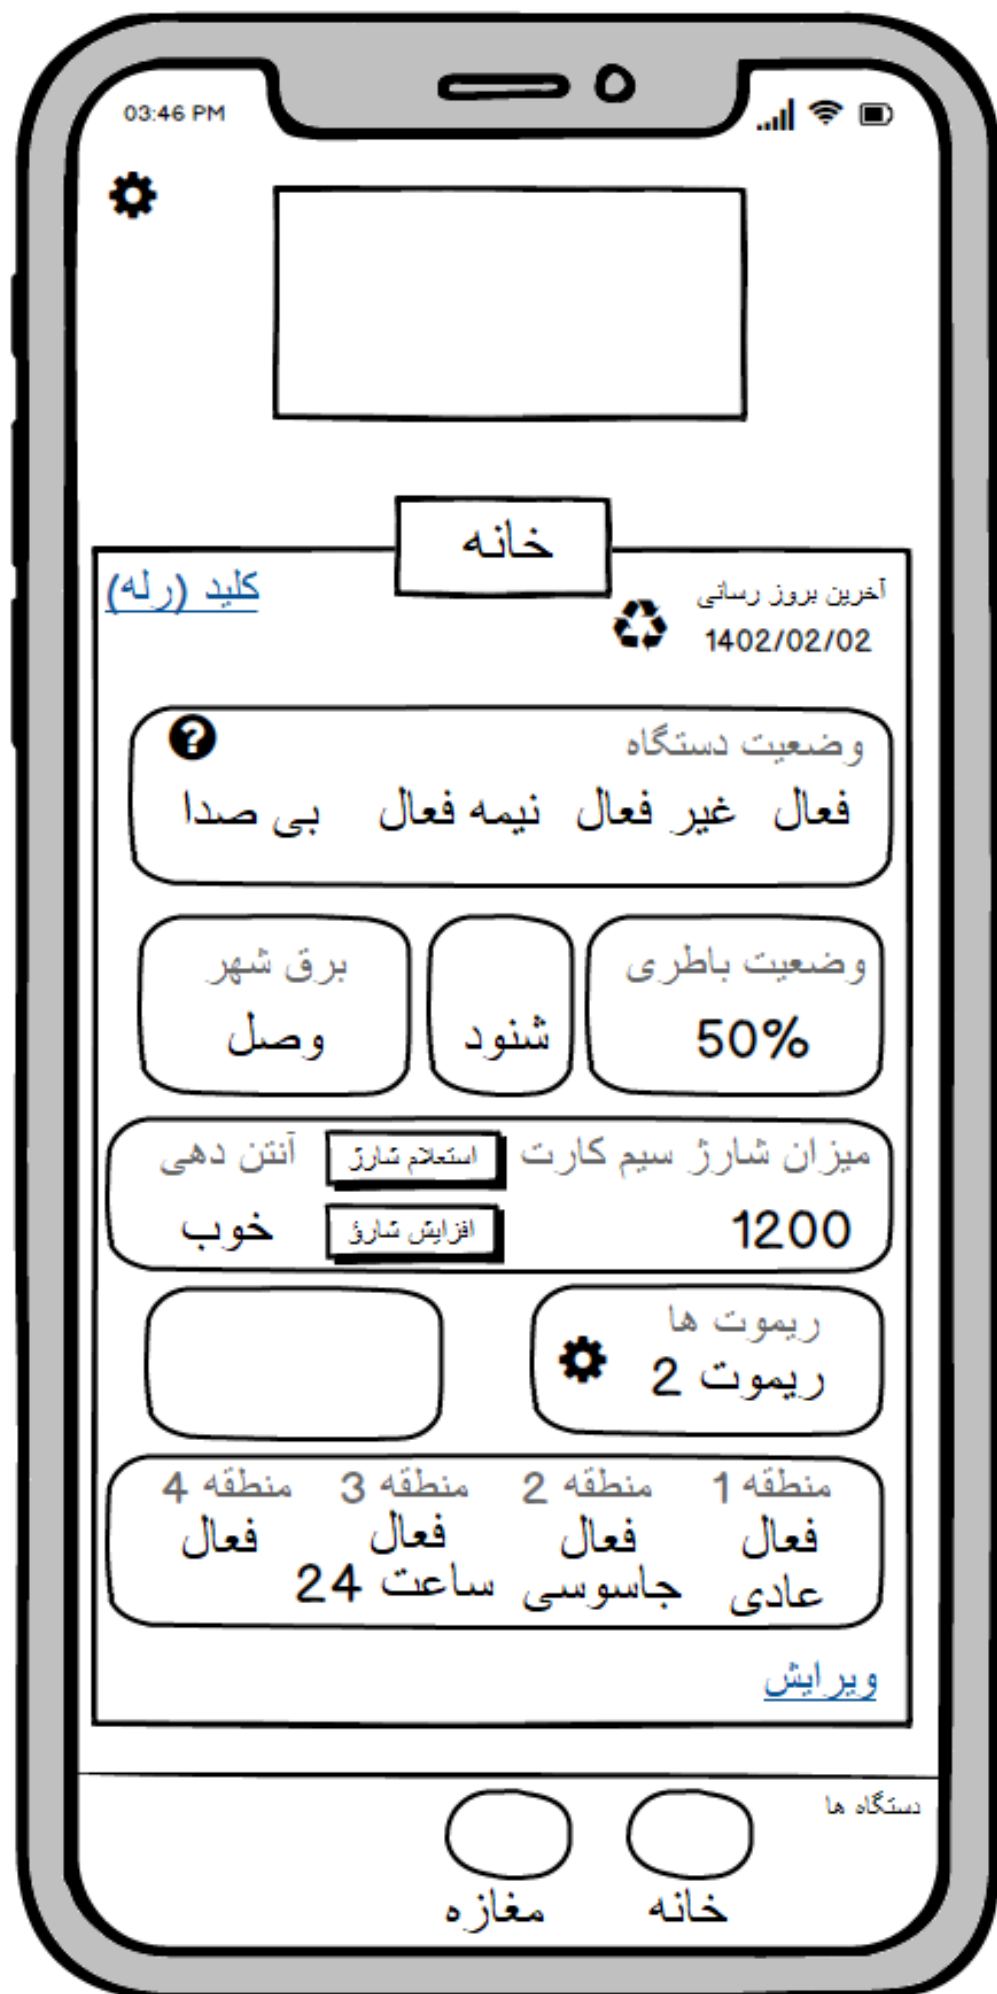 03:46 PM
خانه
آخرین بروز رسانی
1402/02/02
کلید (رله)
وضعیت دستگاه
فعال غیر فعال نیمه فعال بی صدا
وضعیت باطری
50%
شنود
برق شهر
وصل
میزان شارژ سیم کارت
1200
استعلام شارژ
افزایش شارؤ
آنتن دهی
خوب
ریموت ها
2 ریموت
منطقه 1
فعال
عادی
منطقه 2
فعال
جاسوسی
منطقه 3
فعال
24 ساعت
منطقه 4
فعال
ویرایش
دستگاه ها
خانه
مغازه